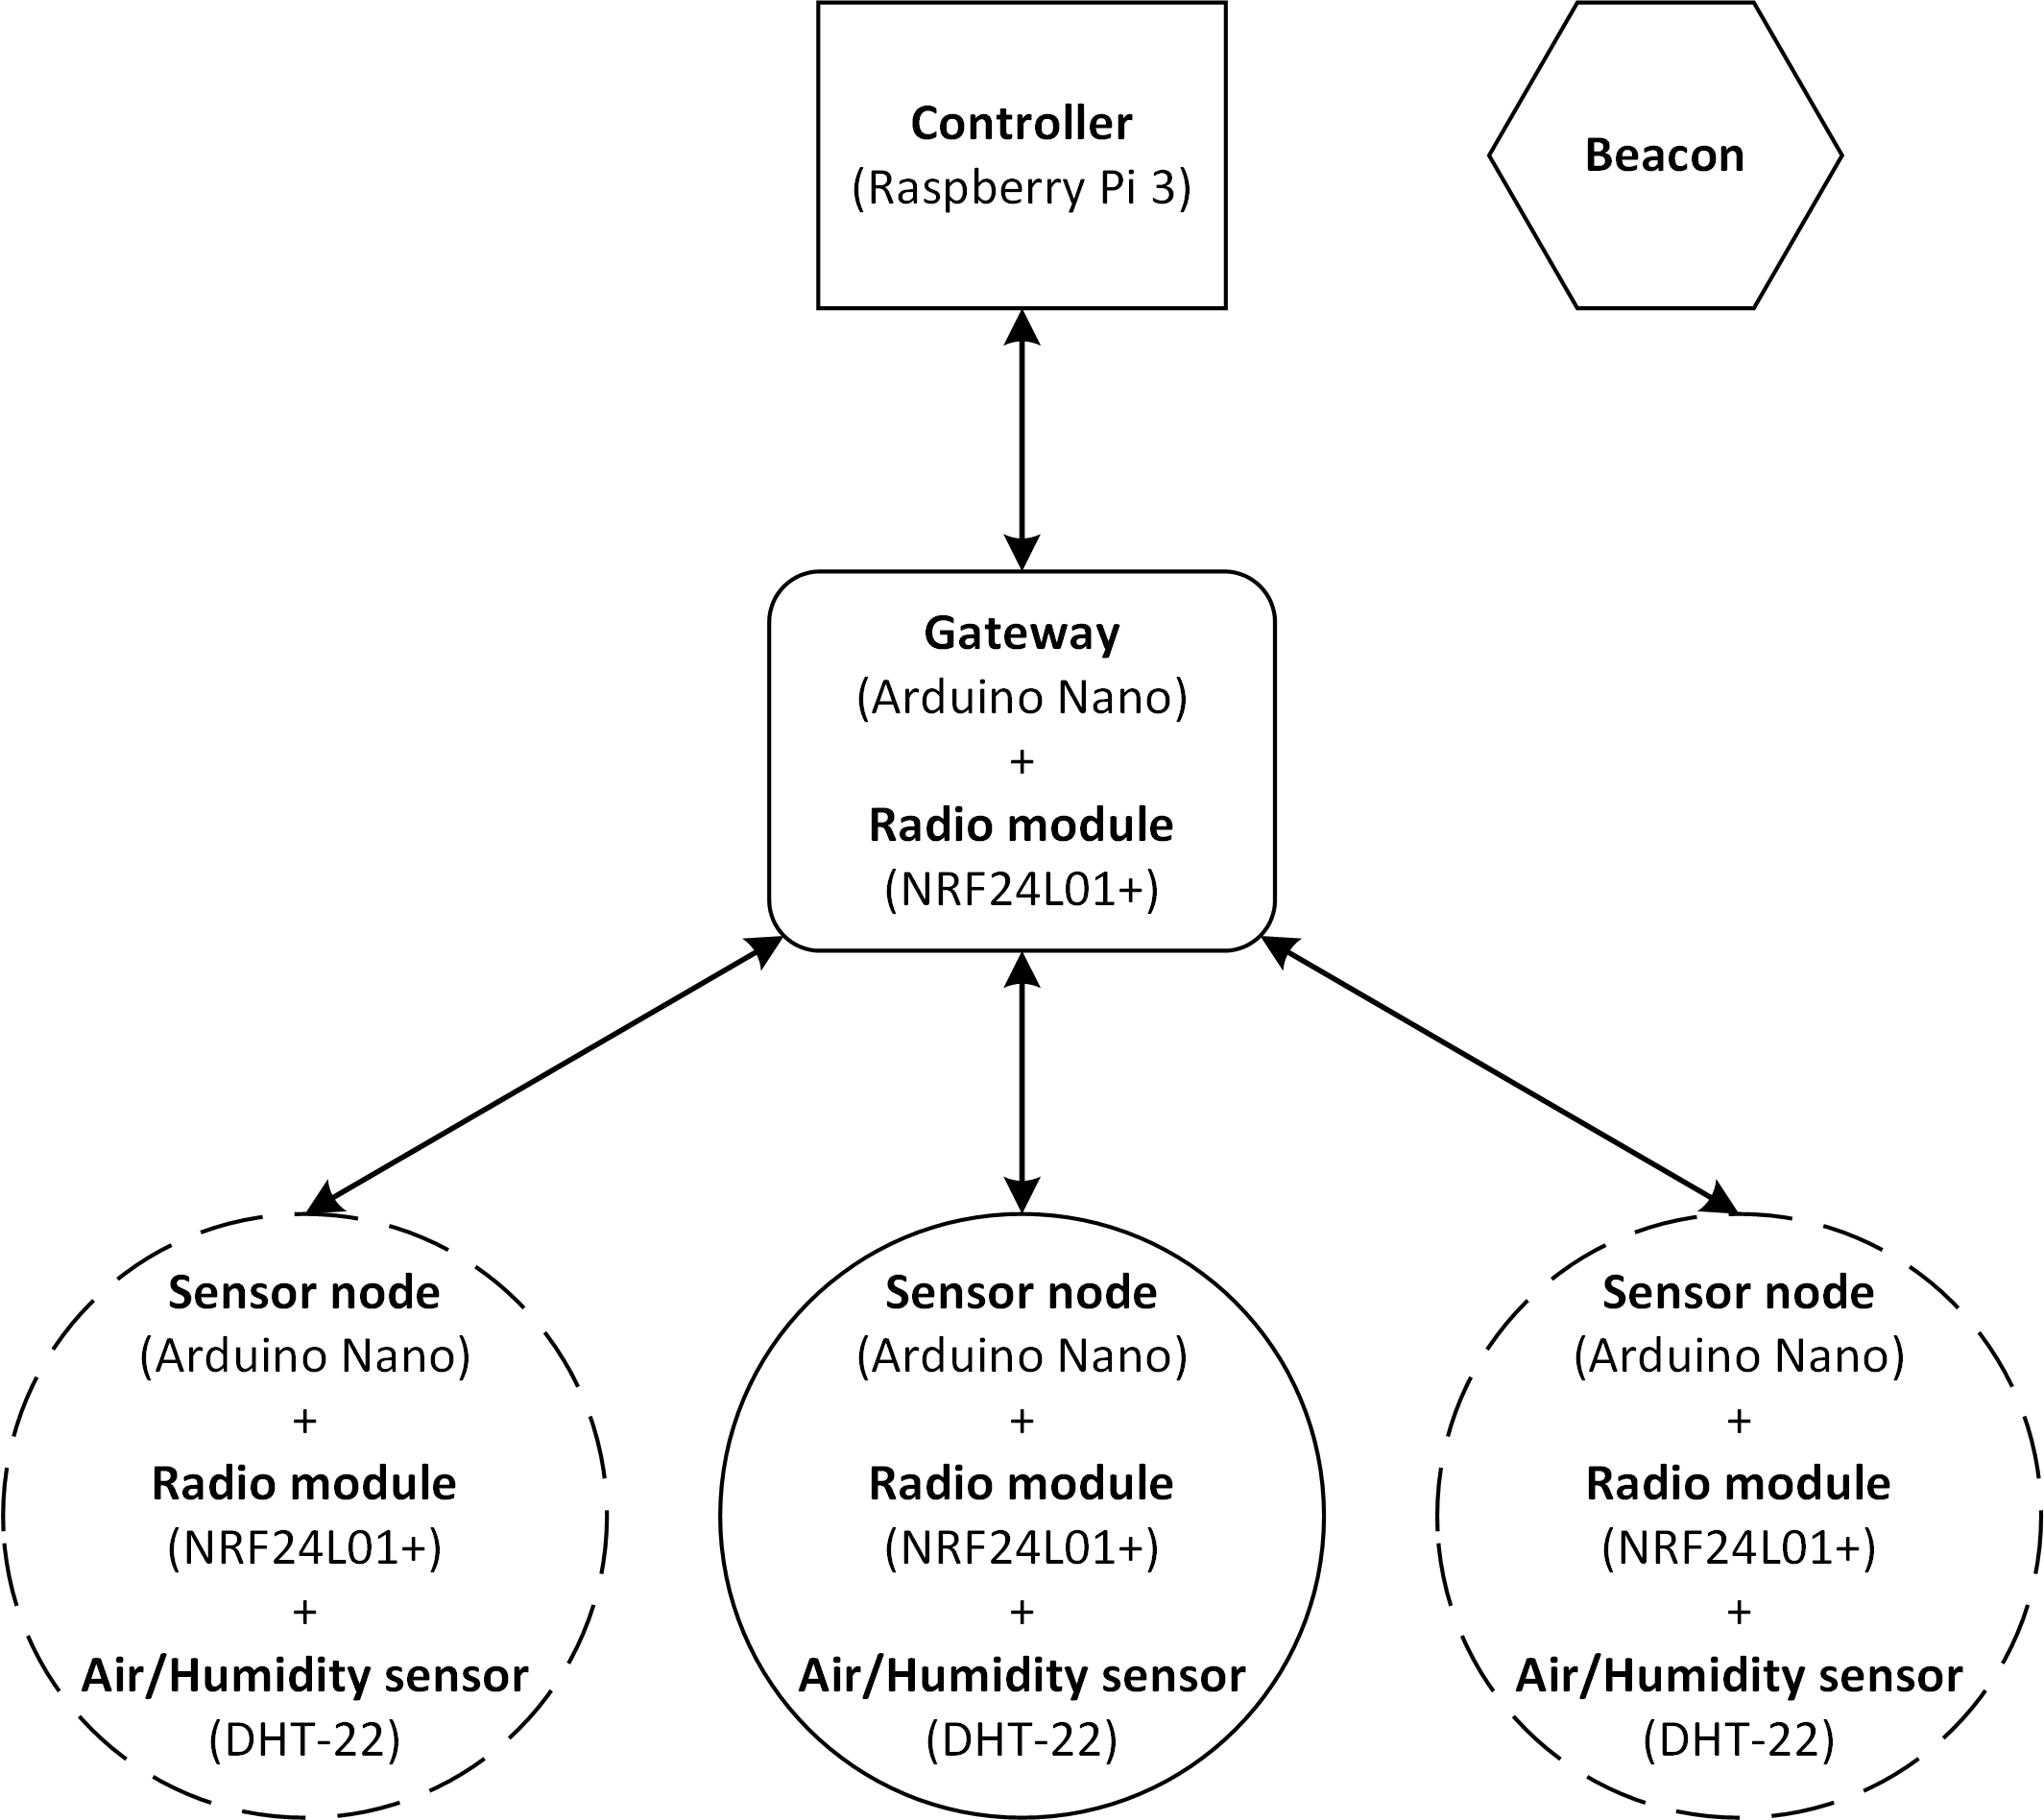 Controller
(Raspberry Pi 3)
Beacon
Gateway
(Arduino Nano)
+
Radio module
(NRF24L01+)
Sensor node
(Arduino Nano)
+
Radio module
(NRF24L01+)
+
Air/Humidity sensor
(DHT-22)
Sensor node
(Arduino Nano)
+
Radio module
(NRF24L01+)
+
Air/Humidity sensor
(DHT-22)
Sensor node
(Arduino Nano)
+
Radio module
(NRF24L01+)
+
Air/Humidity sensor
(DHT-22)